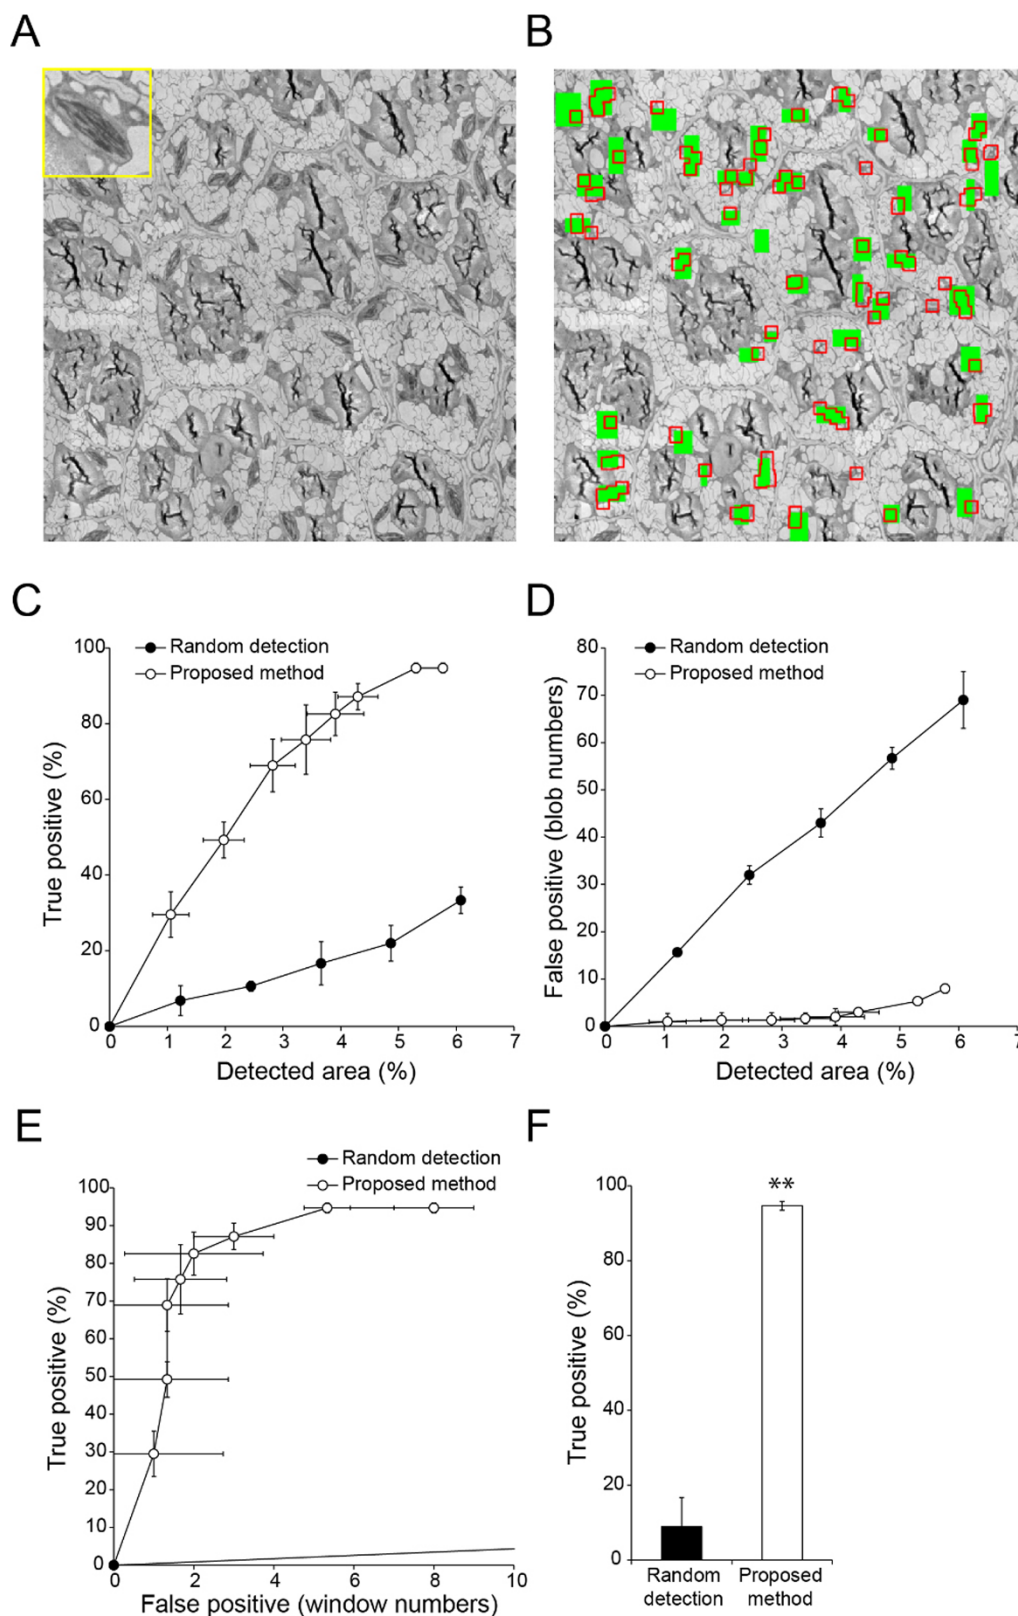 A
B
C
Random detection
Proposed method
100
80
60
40
20
0
0 1 2 3 4 5 6 7
True positive (%)
Detected area (%)
D
Random detection
Proposed method
80
70
60
50
40
30
20
10
0
0 1 2 3 4 5 6 7
False positive (blob numbers)
Detected area (%)
E
Random detection
Proposed method
100
90
80
70
60
50
40
30
20
10
0
0 2 4 6 8 10
True positive (%)
False positive (window numbers)
F
**
100
80
60
40
20
0
True positive (%)
Random
detection
Proposed
method